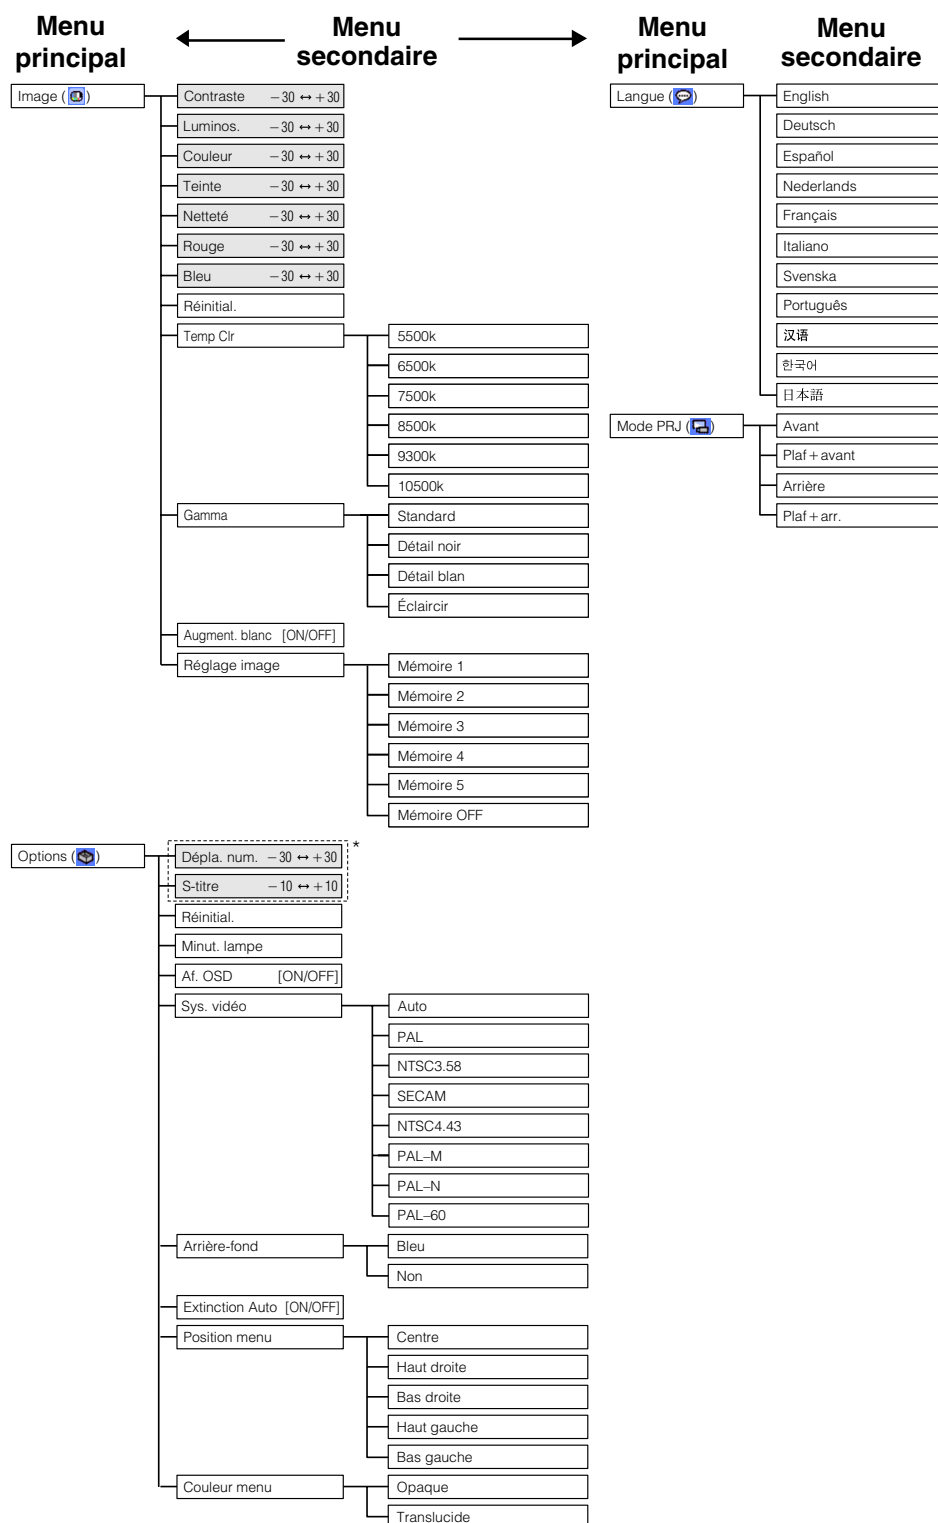 Menu
principal
Menu
secondaire
Menu
principal
Menu
secondaire
Image ( )
Contraste −30 ↔ +30
Luminos. −30 ↔ +30
Couleur −30 ↔ +30
Teinte −30 ↔ +30
Netteté −30 ↔ +30
Rouge −30 ↔ +30
Bleu −30 ↔ +30
Réinitial.
Temp Clr
5500k
6500k
7500k
8500k
9300k
10500k
Gamma
Standard
Détail noir
Détail blan
Éclaircir
Augment. blanc [ON/OFF]
Réglage image
Mémoire 1
Mémoire 2
Mémoire 3
Mémoire 4
Mémoire 5
Mémoire OFF
Options ( )
Dépla. num. −30 ↔ +30 *
S-titre −10 ↔ +10
Réinitial.
Minut. lampe
Af. OSD [ON/OFF]
Sys. vidéo
Auto
PAL
NTSC3.58
SECAM
NTSC4.43
PAL–M
PAL–N
PAL–60
Arrière-fond
Bleu
Non
Extinction Auto [ON/OFF]
Position menu
Centre
Haut droite
Bas droite
Haut gauche
Bas gauche
Couleur menu
Opaque
Translucide
Langue ( )
English
Deutsch
Español
Nederlands
Français
Italiano
Svenska
Português
汉语
한국어
日本語
Mode PRJ ( )
Avant
Plaf+avant
Arrière
Plaf+arr.